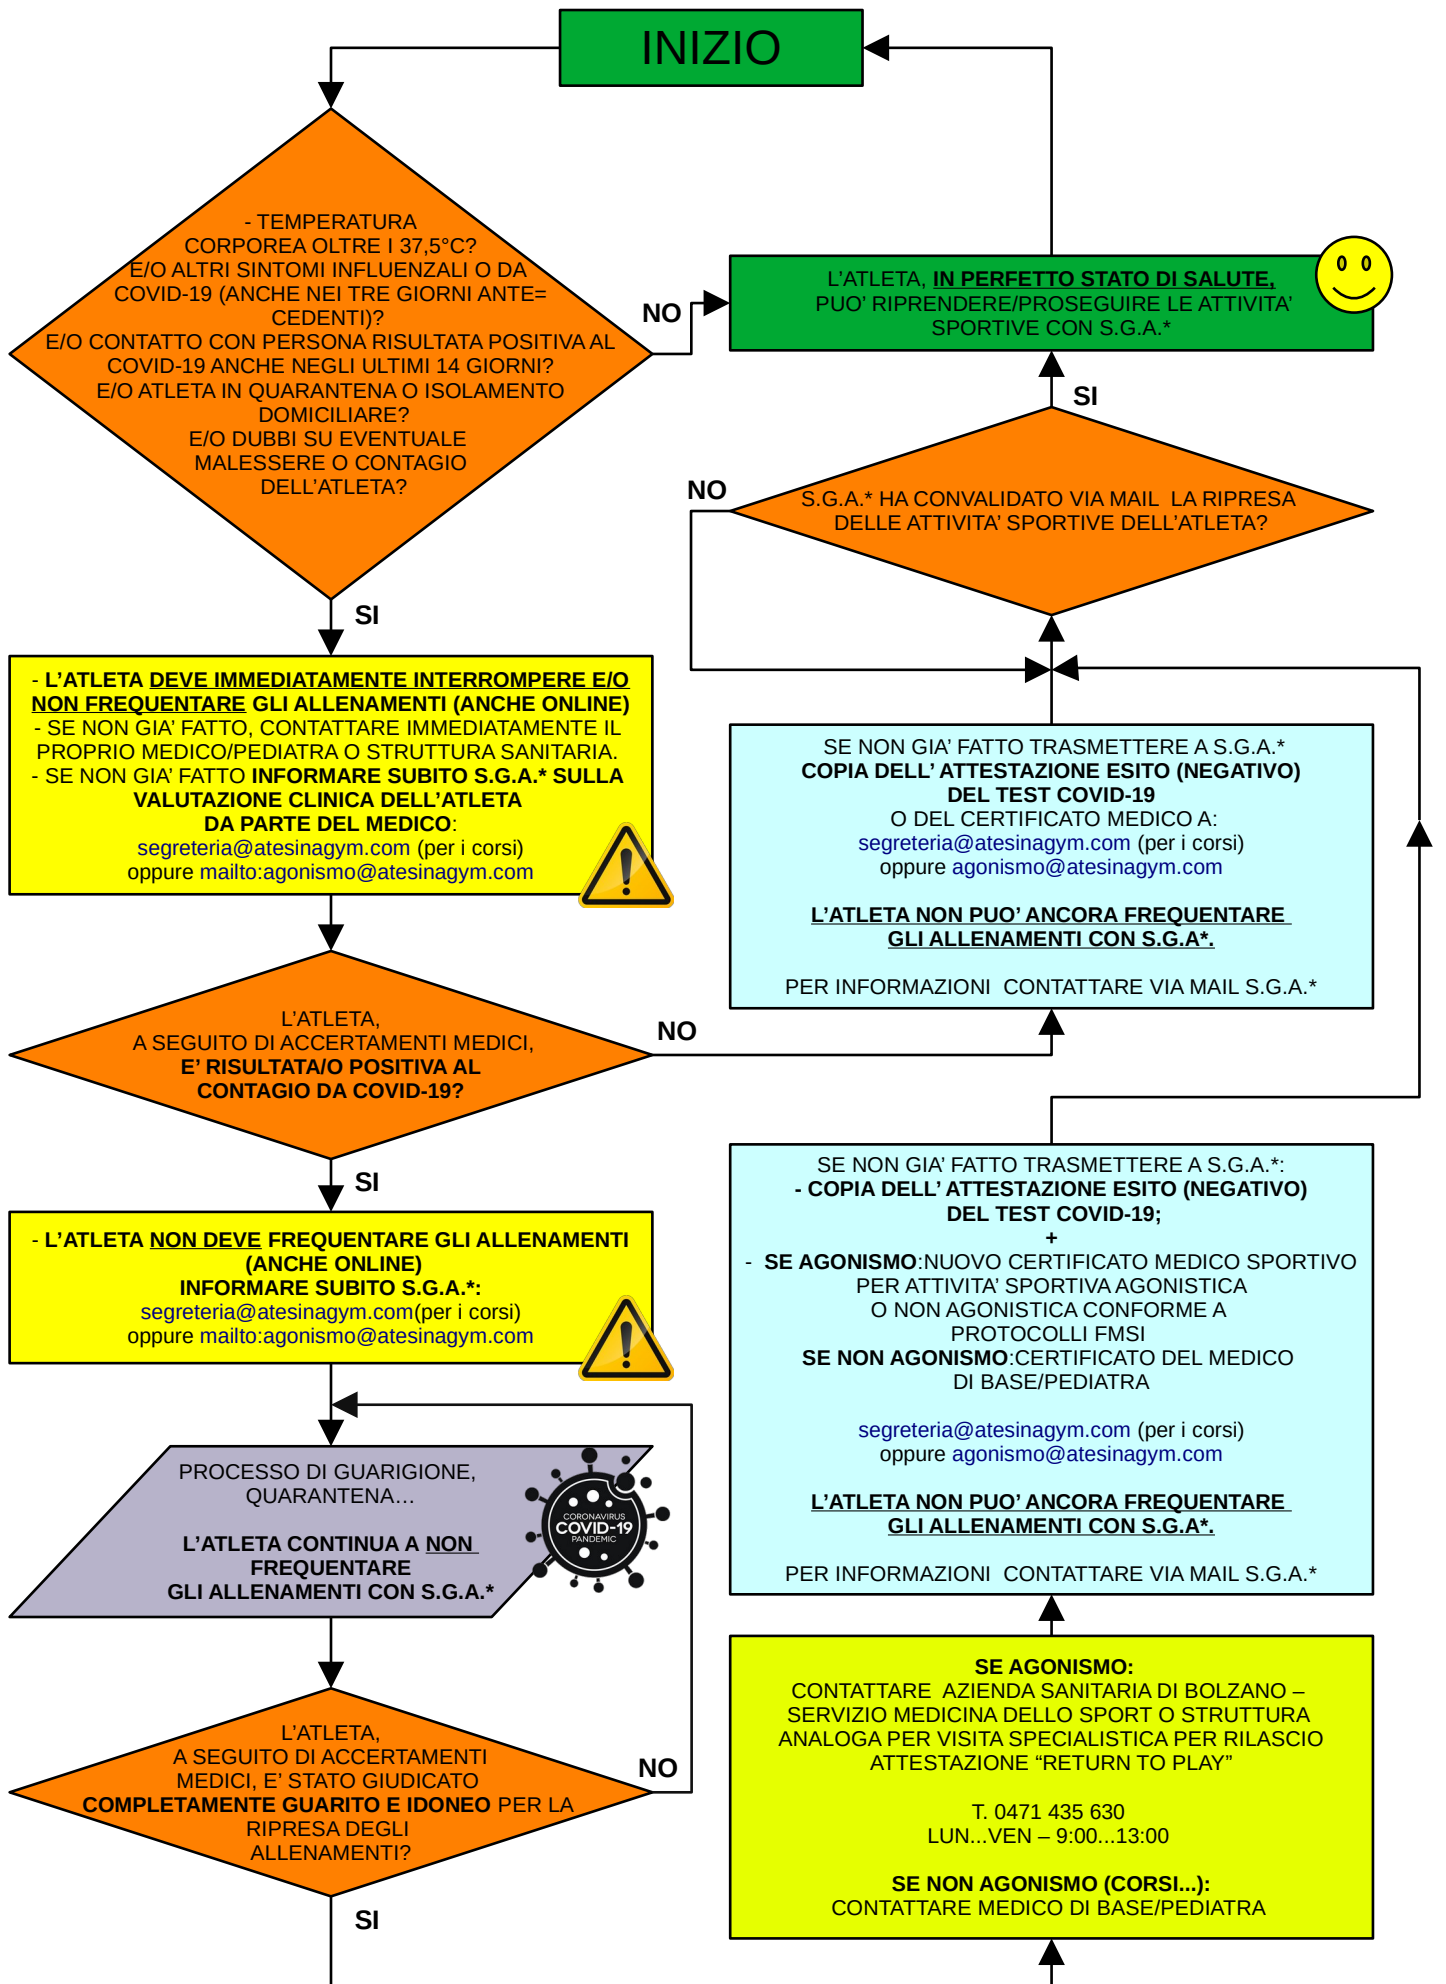 INIZIO
- TEMPERATURA
CORPOREA OLTRE I 37,5°C?
E/O ALTRI SINTOMI INFLUENZALI O DA
COVID-19 (ANCHE NEI TRE GIORNI ANTE=
CEDENTI)?
E/O CONTATTO CON PERSONA RISULTATA POSITIVA AL
COVID-19 ANCHE NEGLI ULTIMI 14 GIORNI?
E/O ATLETA IN QUARANTENA O ISOLAMENTO
DOMICILIARE?
E/O DUBBI SU EVENTUALE
MALESSERE O CONTAGIO
DELL'ATLETA?
NO
SI
- L'ATLETA DEVE IMMEDIATAMENTE INTERROMPERE E/O
NON FREQUENTARE GLI ALLENAMENTI (ANCHE ONLINE)
- SE NON GIA' FATTO, CONTATTARE IMMEDIATAMENTE IL
PROPRIO MEDICO/PEDIATRA O STRUTTURA SANITARIA.
- SE NON GIA' FATTO INFORMARE SUBITO S.G.A.* SULLA
VALUTAZIONE CLINICA DELL'ATLETA
DA PARTE DEL MEDICO:
segreteria@atesinagym.com (per i corsi)
oppure mailto:agonismo@atesinagym.com
L'ATLETA,
A SEGUITO DI ACCERTAMENTI MEDICI,
E' RISULTATA/O POSITIVA AL
CONTAGIO DA COVID-19?
NO
SI
- L'ATLETA NON DEVE FREQUENTARE GLI ALLENAMENTI
(ANCHE ONLINE)
INFORMARE SUBITO S.G.A.*:
segreteria@atesinagym.com(per i corsi)
oppure mailto:agonismo@atesinagym.com
PROCESSO DI GUARIGIONE,
QUARANTENA…
L'ATLETA CONTINUA A NON
FREQUENTARE
GLI ALLENAMENTI CON S.G.A.*
CORONAVIRUS
COVID-19
PANDEMIC
L'ATLETA,
A SEGUITO DI ACCERTAMENTI
MEDICI, E' STATO GIUDICATO
COMPLETAMENTE GUARITO E IDONEO PER LA
RIPRESA DEGLI
ALLENAMENTI?
NO
SI
L'ATLETA, IN PERFETTO STATO DI SALUTE,
PUO' RIPRENDERE/PROSEGUIRE LE ATTIVITA'
SPORTIVE CON S.G.A.*
SI
NO
S.G.A.* HA CONVALIDATO VIA MAIL LA RIPRESA
DELLE ATTIVITA' SPORTIVE DELL'ATLETA?
SE NON GIA' FATTO TRASMETTERE A S.G.A.*
COPIA DELL' ATTESTAZIONE ESITO (NEGATIVO)
DEL TEST COVID-19
O DEL CERTIFICATO MEDICO A:
segreteria@atesinagym.com (per i corsi)
oppure agonismo@atesinagym.com
L'ATLETA NON PUO' ANCORA FREQUENTARE
GLI ALLENAMENTI CON S.G.A*.
PER INFORMAZIONI CONTATTARE VIA MAIL S.G.A.*
SE NON GIA' FATTO TRASMETTERE A S.G.A.*:
- COPIA DELL' ATTESTAZIONE ESITO (NEGATIVO)
DEL TEST COVID-19;
+
- SE AGONISMO:NUOVO CERTIFICATO MEDICO SPORTIVO
PER ATTIVITA' SPORTIVA AGONISTICA
O NON AGONISTICA CONFORME A
PROTOCOLLI FMSI
SE NON AGONISMO:CERTIFICATO DEL MEDICO
DI BASE/PEDIATRA
segreteria@atesinagym.com (per i corsi)
oppure agonismo@atesinagym.com
L'ATLETA NON PUO' ANCORA FREQUENTARE
GLI ALLENAMENTI CON S.G.A*.
PER INFORMAZIONI CONTATTARE VIA MAIL S.G.A.*
SE AGONISMO:
CONTATTARE AZIENDA SANITARIA DI BOLZANO –
SERVIZIO MEDICINA DELLO SPORT O STRUTTURA
ANALOGA PER VISITA SPECIALISTICA PER RILASCIO
ATTESTAZIONE “RETURN TO PLAY”
T. 0471 435 630
LUN...VEN – 9:00...13:00
SE NON AGONISMO (CORSI...):
CONTATTARE MEDICO DI BASE/PEDIATRA